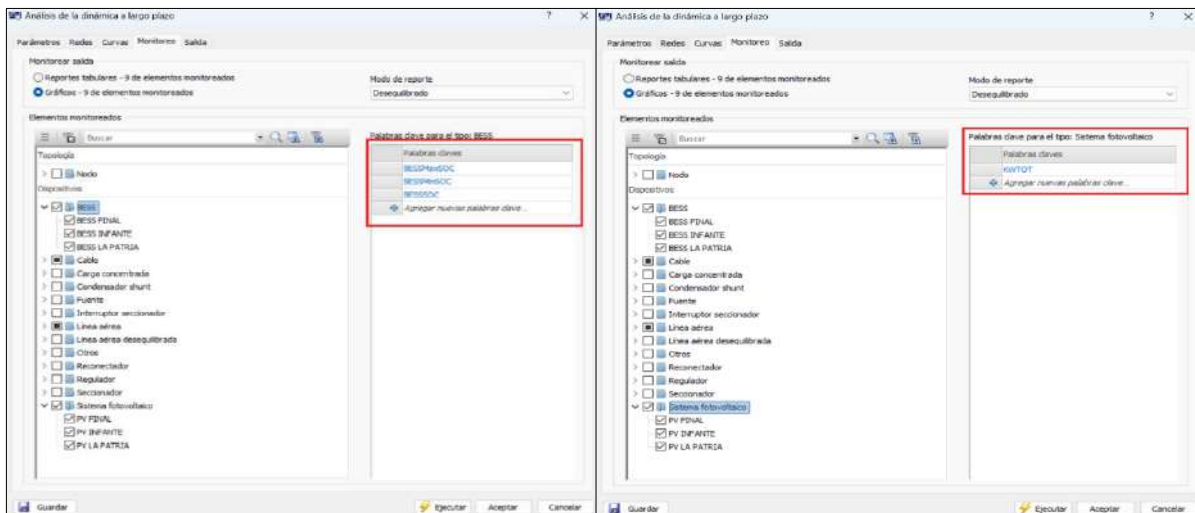 Análisis de la dinámica a largo plazo
Parámetros Redes Curvas Monitoreo Salida
Monitorear salida
Reportes tabulares - 9 de elementos monitoreados
Gráficos - 9 de elementos monitoreados
Modo de reporte
Desequilibrado
Elementos monitoreados
Buscar
Topología
Nodo
Dispositivos
BESS
BESS FINAL
BESS INFANTE
BESS LA PATRIA
Cable
Carga concentrada
Condensador shunt
Fuente
Interruptor seccionador
Línea aérea
Línea aérea desequilibrada
Otros
Reconectador
Regulador
Seccionador
Sistema fotovoltaico
PV FINAL
PV INFANTE
PV LA PATRIA
Palabras clave para el tipo: BESS
Palabras claves
BESSMaxSOC
BESSMinSOC
BESSSOC
Agregar nuevas palabras clave...
Guardar
Ejecutar Aceptar Cancelar
Análisis de la dinámica a largo plazo
Parámetros Redes Curvas Monitoreo Salida
Monitorear salida
Reportes tabulares - 9 de elementos monitoreados
Gráficos - 9 de elementos monitoreados
Modo de reporte
Desequilibrado
Elementos monitoreados
Buscar
Topología
Nodo
Dispositivos
BESS
BESS FINAL
BESS INFANTE
BESS LA PATRIA
Cable
Carga concentrada
Condensador shunt
Fuente
Interruptor seccionador
Línea aérea
Línea aérea desequilibrada
Otros
Reconectador
Regulador
Seccionador
Sistema fotovoltaico
PV FINAL
PV INFANTE
PV LA PATRIA
Palabras clave para el tipo: Sistema fotovoltaico
Palabras claves
KWTOT
Agregar nuevas palabras clave...
Guardar
Ejecutar Aceptar Cancelar